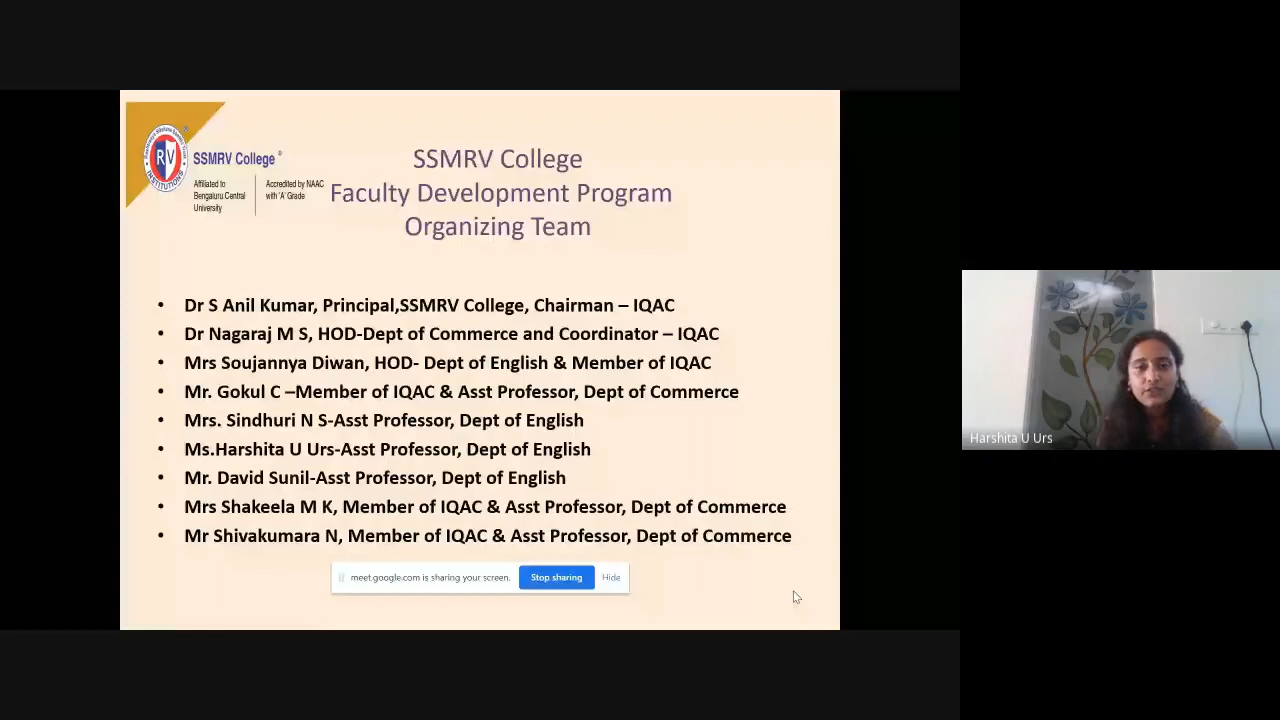 RV
INSTITUTIONS
SSMRV College
Affiliated to
Bengaluru Central
University
Accredited by NAAC
with 'A' Grade
SSMRV College
Faculty Development Program
Organizing Team
• Dr S Anil Kumar, Principal,SSMRV College, Chairman – IQAC
• Dr Nagaraj M S, HOD-Dept of Commerce and Coordinator – IQAC
• Mrs Soujannya Diwan, HOD- Dept of English & Member of IQAC
• Mr. Gokul C –Member of IQAC & Asst Professor, Dept of Commerce
• Mrs. Sindhuri N S-Asst Professor, Dept of English
• Ms.Harshita U Urs-Asst Professor, Dept of English
• Mr. David Sunil-Asst Professor, Dept of English
• Mrs Shakeela M K, Member of IQAC & Asst Professor, Dept of Commerce
• Mr Shivakumara N, Member of IQAC & Asst Professor, Dept of Commerce
meet.google.com is sharing your screen. Stop sharing Hide
Harshita U Urs